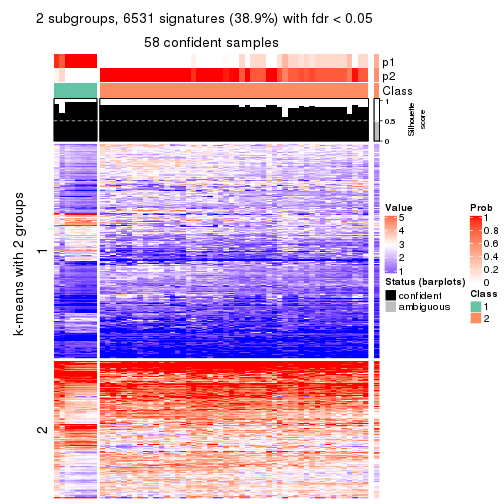 2 subgroups, 6531 signatures (38.9%) with fdr < 0.05
58 confident samples
p1
p2
Class
1
0.5
0
Silhouette
score
k-means with 2 groups
1
2
Value
5
4
3
2
1
Status (barplots)
confident
ambiguous
Prob
1
0.8
0.6
0.4
0.2
0
Class
1
2